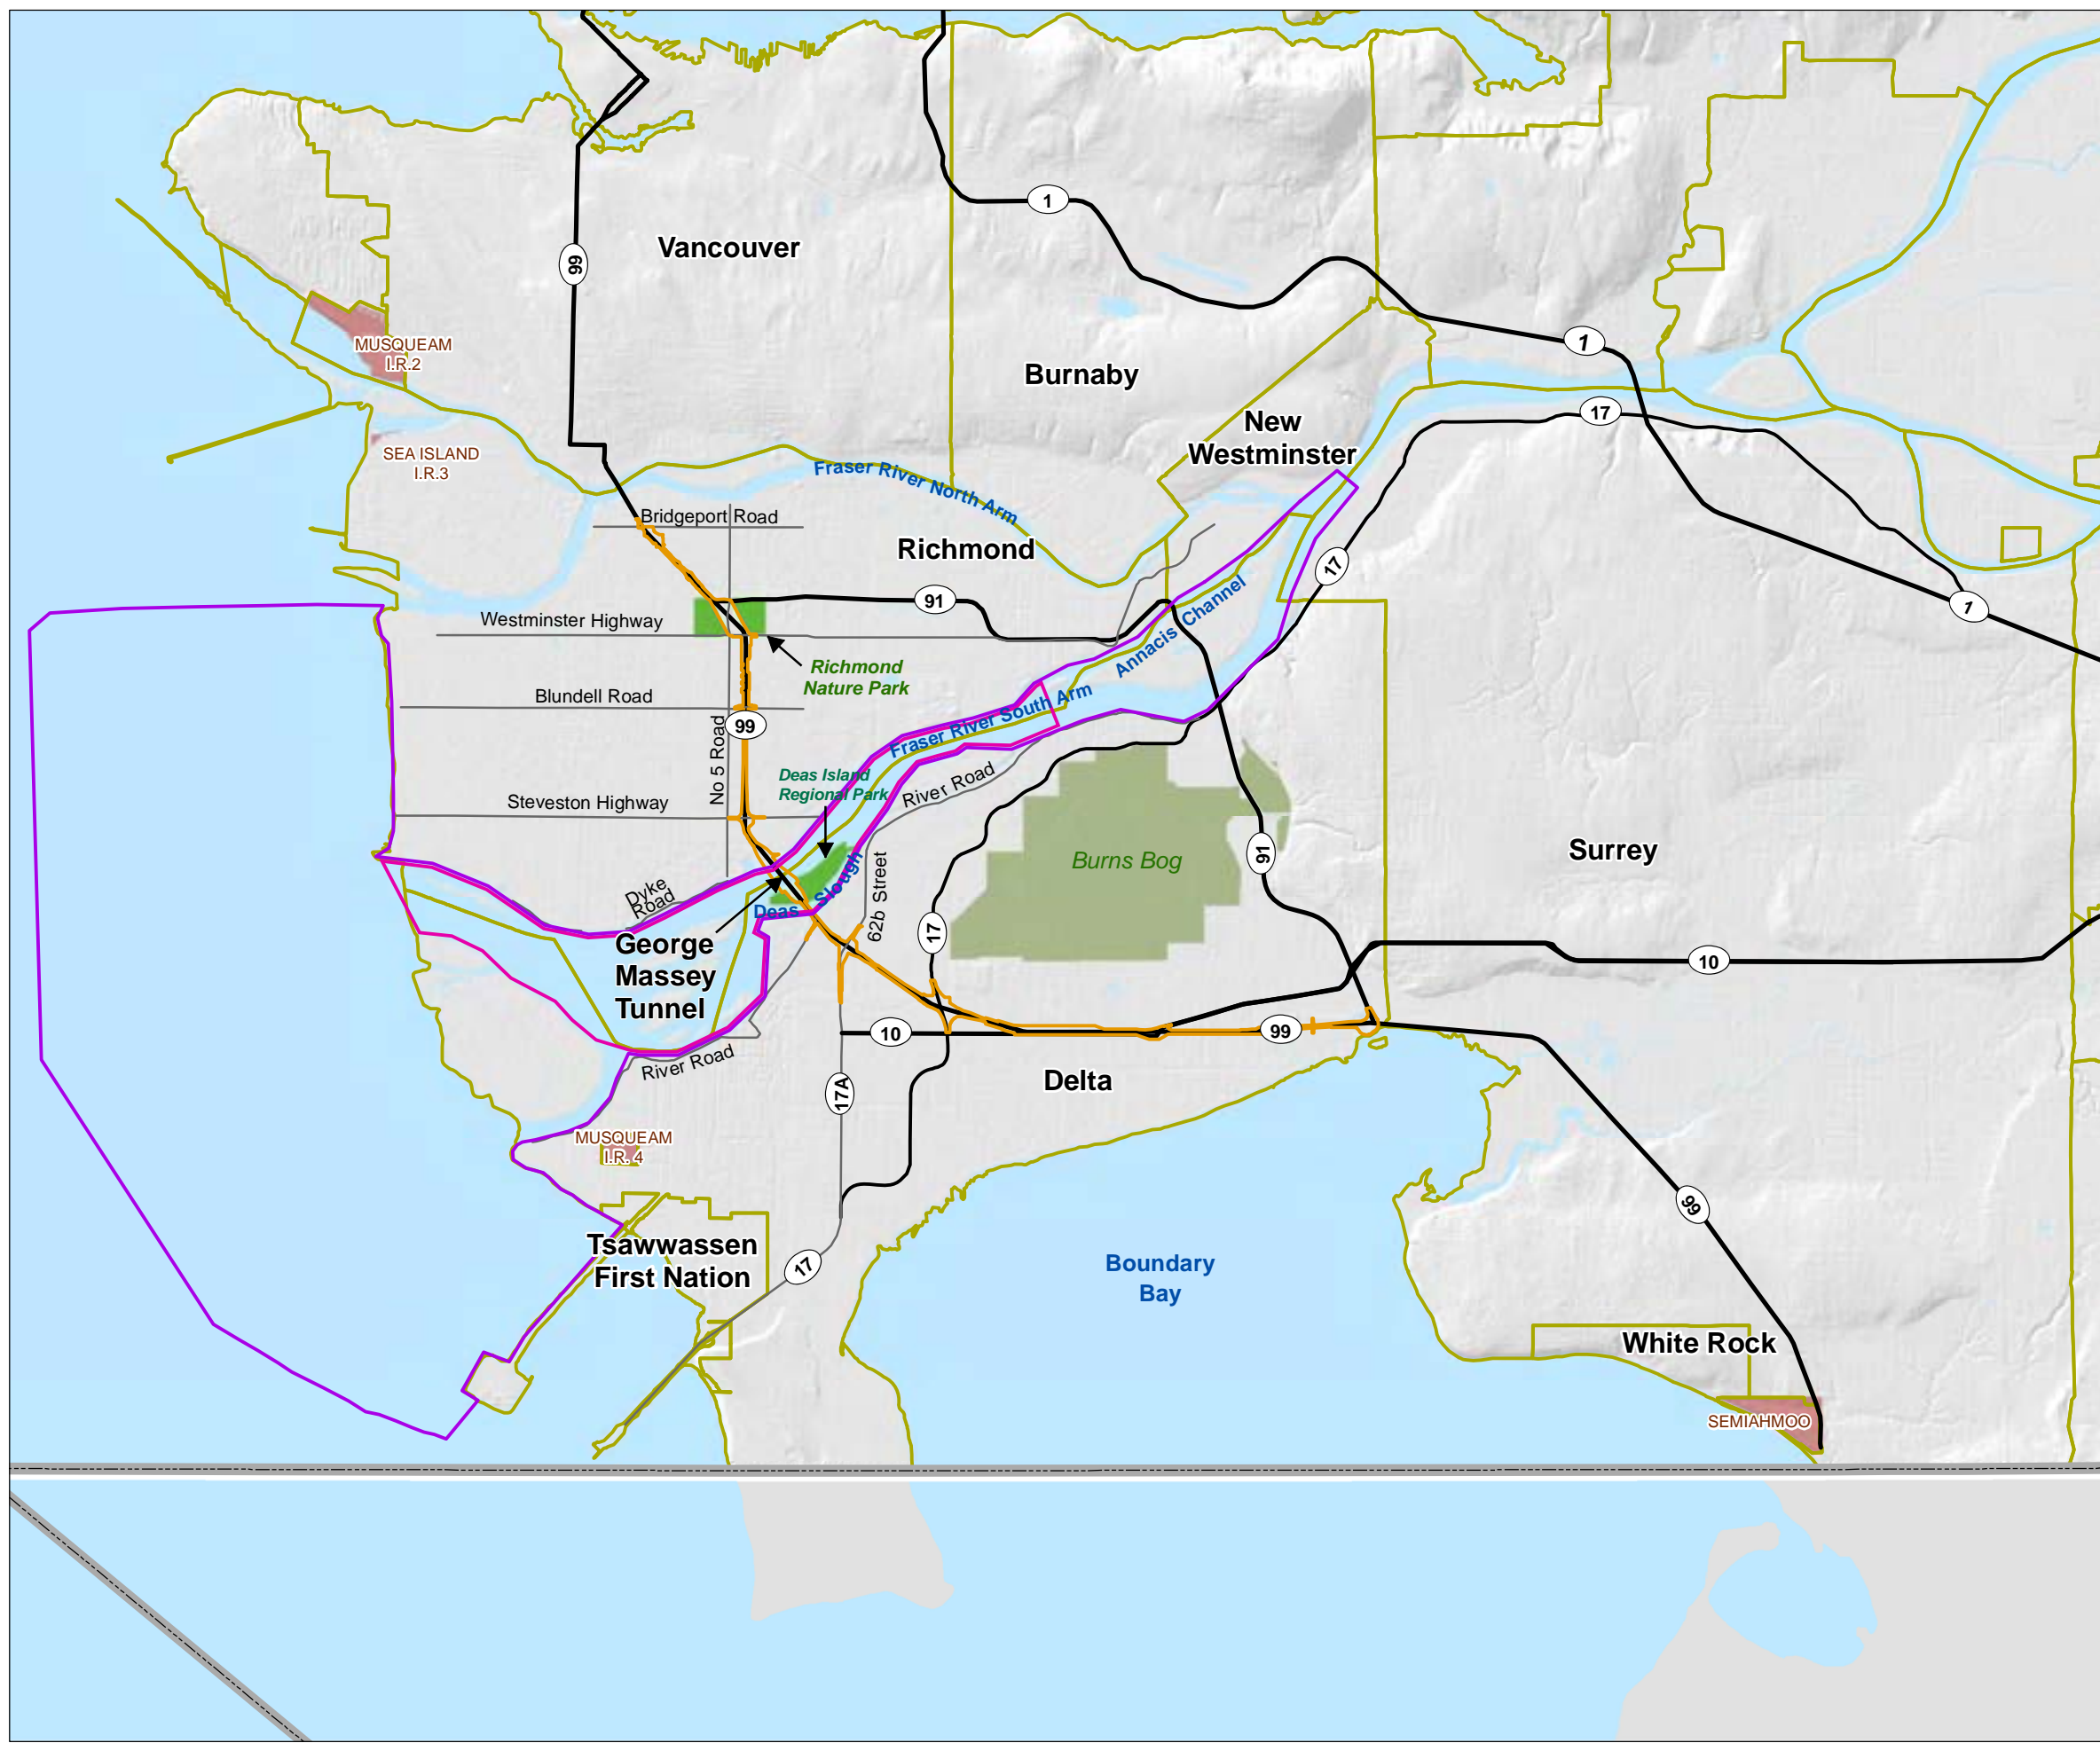 1
Vancouver
99
MUSQUEAM
I.R.2
1
Burnaby
17
New
Westminster
SEA ISLAND
I.R.3
Fraser River North Arm
Bridgeport Road
Richmond
17
91
1
Westminster Highway
Annacis Channel
Richmond
Nature Park
Blundell Road
Fraser River South Arm
99
No 5 Road
Deas Island
Regional Park
River Road
Steveston Highway
Surrey
Burns Bog
91
Dyke
Road
Deas Slough
62b Street
17
George
Massey
Tunnel
10
10
99
River Road
Delta
17A
MUSQUEAM
I.R. 4
99
Tsawwassen
First Nation
17
Boundary
Bay
White Rock
SEMIAHMOO